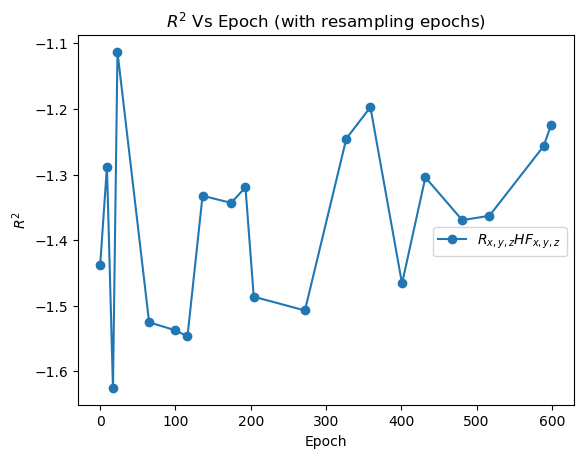 $R^2$ Vs Epoch (with resampling epochs)
−1.1
−1.2
−1.3
−1.4
−1.5
−1.6
$R^2$
$R_{x,y,z}HF_{x,y,z}$
0 100 200 300 400 500 600
Epoch